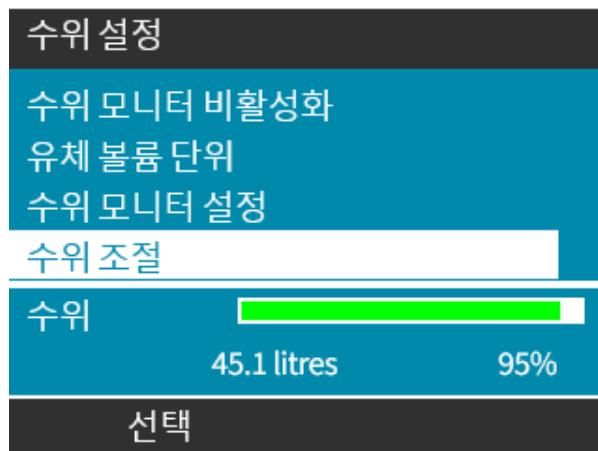 수위 설정
수위 모니터 비활성화
유체 볼륨 단위
수위 모니터 설정
수위 조절
수위
45.1 litres 95%
선택